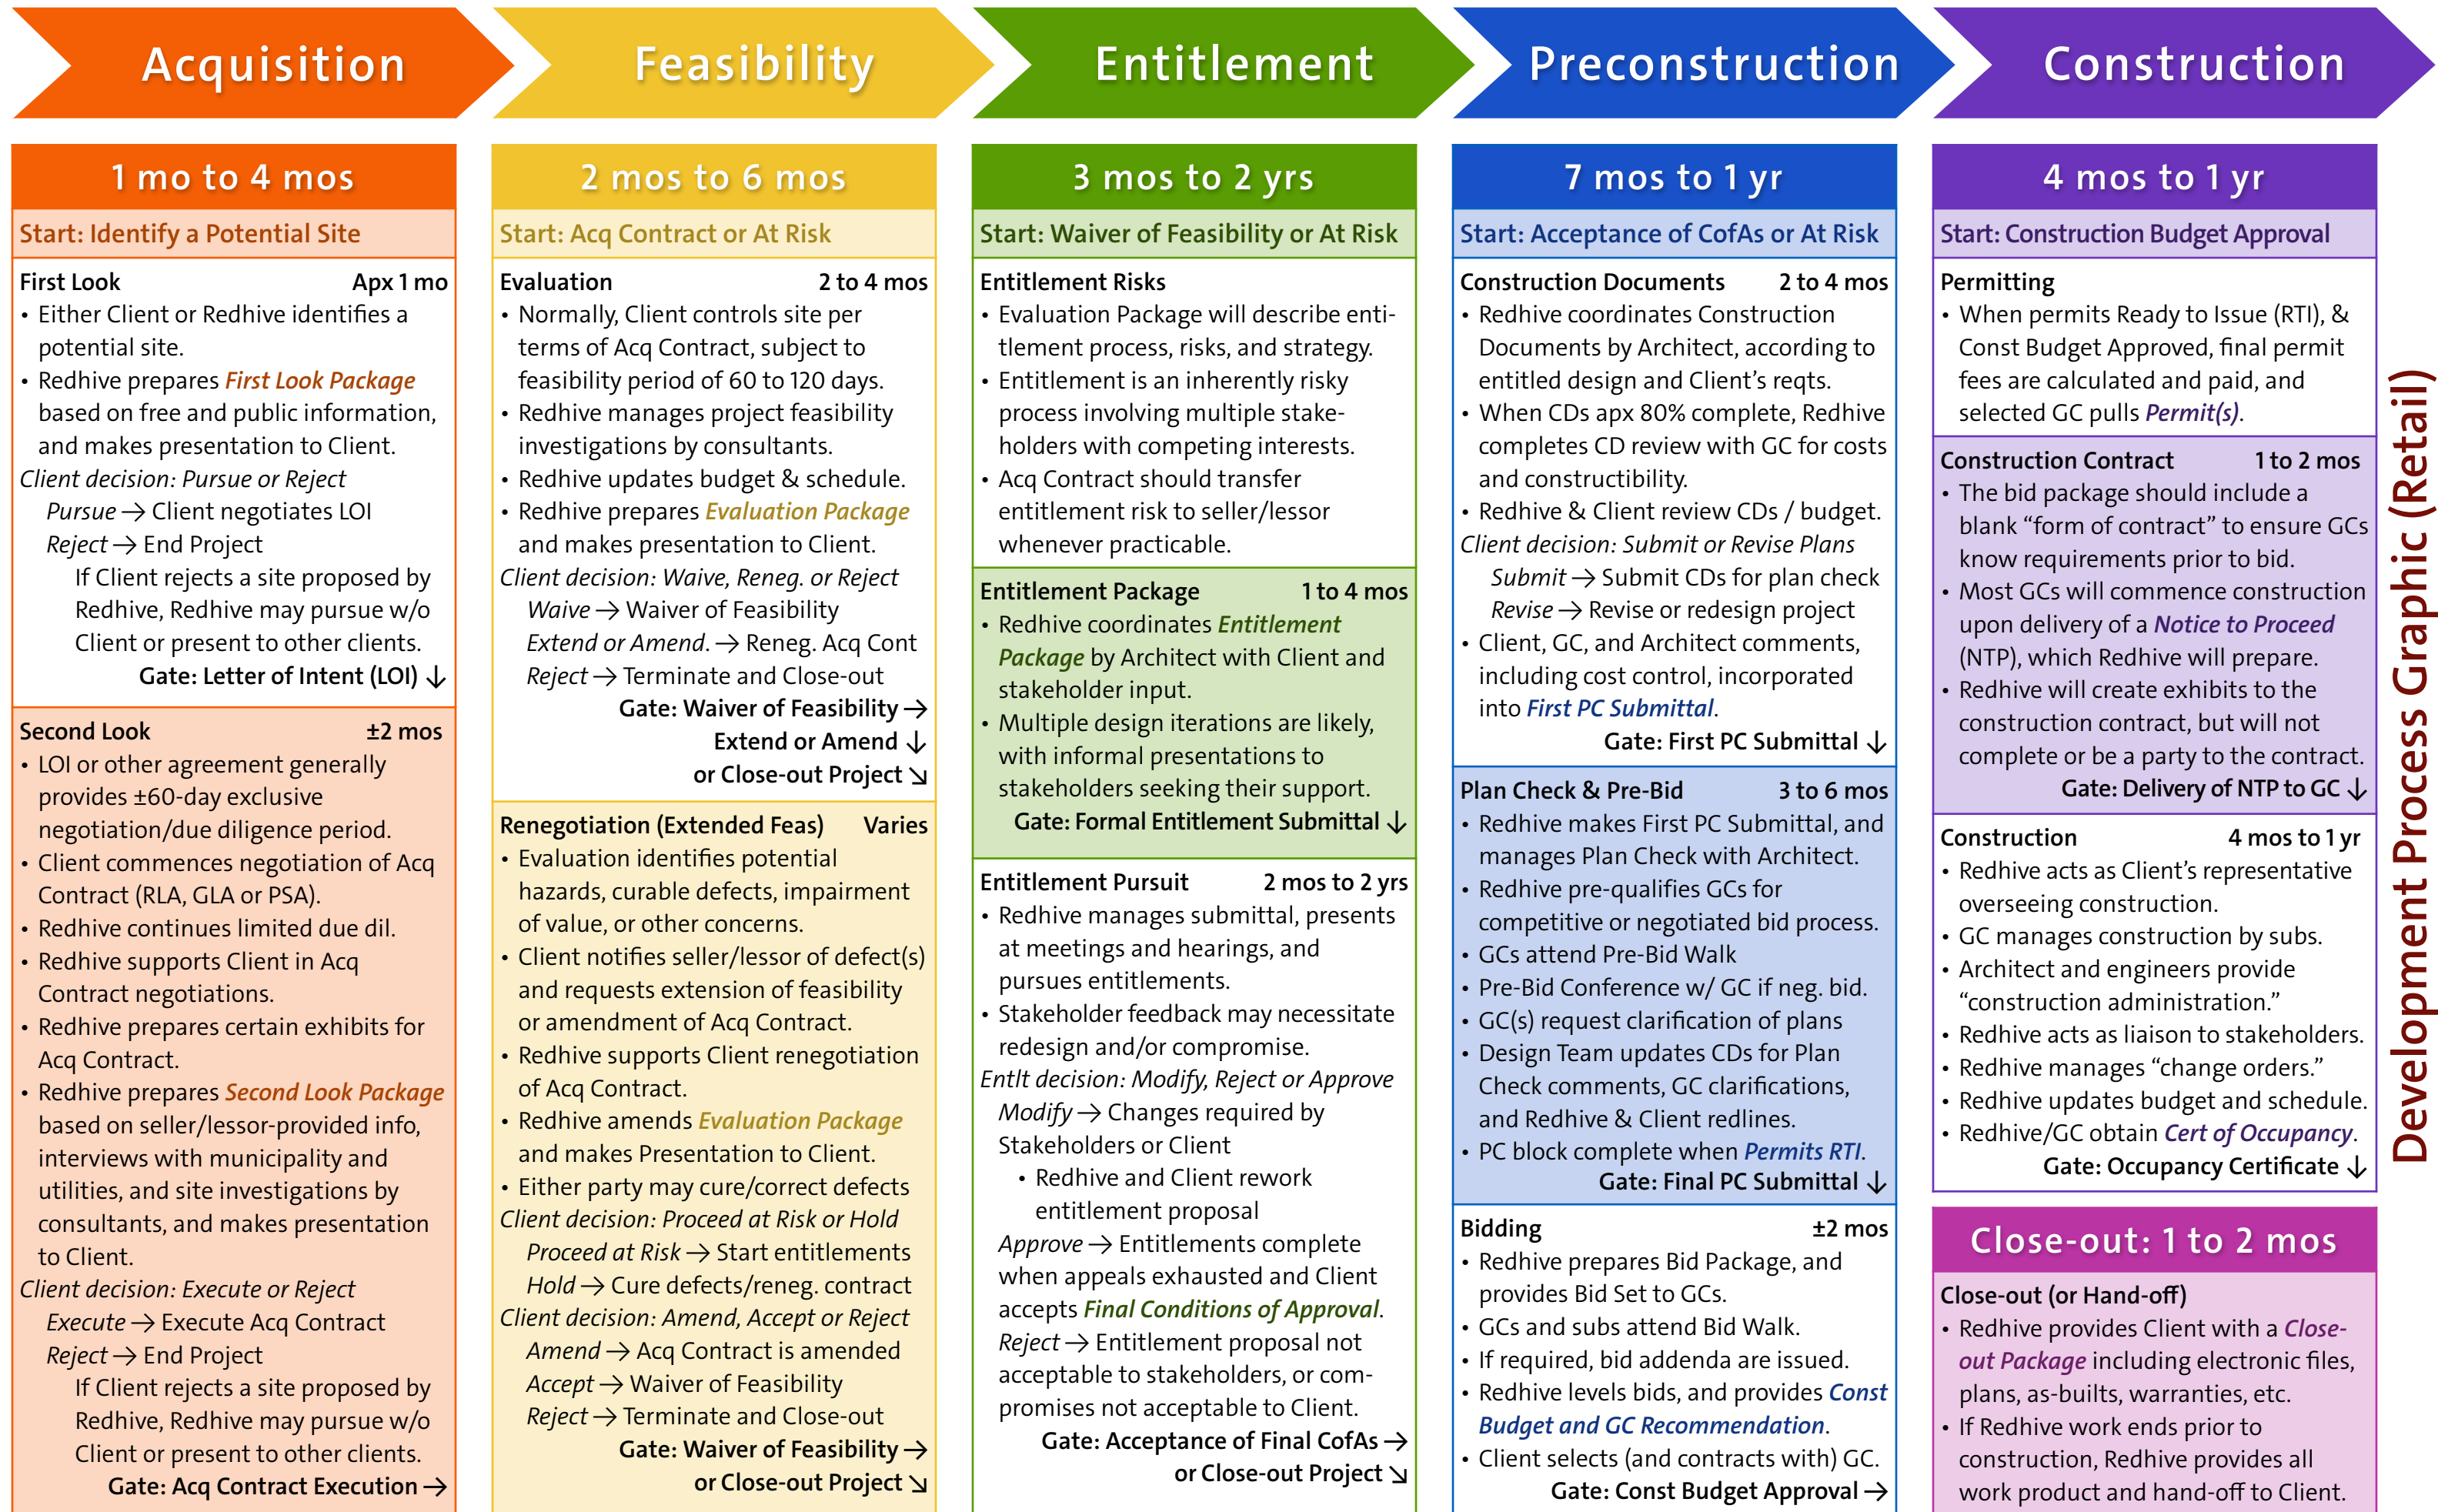 Acquisition
Feasibility
Entitlement
Preconstruction
Construction
1 mo to 4 mos
Start: Identify a Potential Site
First Look Apx 1 mo
• Either Client or Redhive identifies a
potential site.
• Redhive prepares First Look Package
based on free and public information,
and makes presentation to Client.
Client decision: Pursue or Reject
Pursue → Client negotiates LOI
Reject → End Project
If Client rejects a site proposed by
Redhive, Redhive may pursue w/o
Client or present to other clients.
Gate: Letter of Intent (LOI) ↓
Second Look ±2 mos
• LOI or other agreement generally
provides ±60-day exclusive
negotiation/due diligence period.
• Client commences negotiation of Acq
Contract (RLA, GLA or PSA).
• Redhive continues limited due dil.
• Redhive supports Client in Acq
Contract negotiations.
• Redhive prepares certain exhibits for
Acq Contract.
• Redhive prepares Second Look Package
based on seller/lessor-provided info,
interviews with municipality and
utilities, and site investigations by
consultants, and makes presentation
to Client.
Client decision: Execute or Reject
Execute → Execute Acq Contract
Reject → End Project
If Client rejects a site proposed by
Redhive, Redhive may pursue w/o
Client or present to other clients.
Gate: Acq Contract Execution →
2 mos to 6 mos
Start: Acq Contract or At Risk
Evaluation 2 to 4 mos
• Normally, Client controls site per
terms of Acq Contract, subject to
feasibility period of 60 to 120 days.
• Redhive manages project feasibility
investigations by consultants.
• Redhive updates budget & schedule.
• Redhive prepares Evaluation Package
and makes presentation to Client.
Client decision: Waive, Reneg. or Reject
Waive → Waiver of Feasibility
Extend or Amend. → Reneg. Acq Cont
Reject → Terminate and Close-out
Gate: Waiver of Feasibility →
Extend or Amend ↓
or Close-out Project ↘
Renegotiation (Extended Feas) Varies
• Evaluation identifies potential
hazards, curable defects, impairment
of value, or other concerns.
• Client notifies seller/lessor of defect(s)
and requests extension of feasibility
or amendment of Acq Contract.
• Redhive supports Client renegotiation
of Acq Contract.
• Redhive amends Evaluation Package
and makes Presentation to Client.
• Either party may cure/correct defects
Client decision: Proceed at Risk or Hold
Proceed at Risk → Start entitlements
Hold → Cure defects/reneg. contract
Client decision: Amend, Accept or Reject
Amend → Acq Contract is amended
Accept → Waiver of Feasibility
Reject → Terminate and Close-out
Gate: Waiver of Feasibility →
or Close-out Project ↘
3 mos to 2 yrs
Start: Waiver of Feasibility or At Risk
Entitlement Risks
• Evaluation Package will describe enti-
tlement process, risks, and strategy.
• Entitlement is an inherently risky
process involving multiple stake-
holders with competing interests.
• Acq Contract should transfer
entitlement risk to seller/lessor
whenever practicable.
Entitlement Package 1 to 4 mos
• Redhive coordinates Entitlement
Package by Architect with Client and
stakeholder input.
• Multiple design iterations are likely,
with informal presentations to
stakeholders seeking their support.
Gate: Formal Entitlement Submittal ↓
Entitlement Pursuit 2 mos to 2 yrs
• Redhive manages submittal, presents
at meetings and hearings, and
pursues entitlements.
• Stakeholder feedback may necessitate
redesign and/or compromise.
Entlt decision: Modify, Reject or Approve
Modify → Changes required by
Stakeholders or Client
• Redhive and Client rework
entitlement proposal
Approve → Entitlements complete
when appeals exhausted and Client
accepts Final Conditions of Approval.
Reject → Entitlement proposal not
acceptable to stakeholders, or com-
promises not acceptable to Client.
Gate: Acceptance of Final CofAs →
or Close-out Project ↘
7 mos to 1 yr
Start: Acceptance of CofAs or At Risk
Construction Documents 2 to 4 mos
• Redhive coordinates Construction
Documents by Architect, according to
entitled design and Client's reqts.
• When CDs apx 80% complete, Redhive
completes CD review with GC for costs
and constructibility.
• Redhive & Client review CDs / budget.
Client decision: Submit or Revise Plans
Submit → Submit CDs for plan check
Revise → Revise or redesign project
• Client, GC, and Architect comments,
including cost control, incorporated
into First PC Submittal.
Gate: First PC Submittal ↓
Plan Check & Pre-Bid 3 to 6 mos
• Redhive makes First PC Submittal, and
manages Plan Check with Architect.
• Redhive pre-qualifies GCs for
competitive or negotiated bid process.
• GCs attend Pre-Bid Walk
• Pre-Bid Conference w/ GC if neg. bid.
• GC(s) request clarification of plans
• Design Team updates CDs for Plan
Check comments, GC clarifications,
and Redhive & Client redlines.
• PC block complete when Permits RTI.
Gate: Final PC Submittal ↓
Bidding ±2 mos
• Redhive prepares Bid Package, and
provides Bid Set to GCs.
• GCs and subs attend Bid Walk.
• If required, bid addenda are issued.
• Redhive levels bids, and provides Const
Budget and GC Recommendation.
• Client selects (and contracts with) GC.
Gate: Const Budget Approval →
4 mos to 1 yr
Start: Construction Budget Approval
Permitting
• When permits Ready to Issue (RTI), &
Const Budget Approved, final permit
fees are calculated and paid, and
selected GC pulls Permit(s).
Construction Contract 1 to 2 mos
• The bid package should include a
blank “form of contract” to ensure GCs
know requirements prior to bid.
• Most GCs will commence construction
upon delivery of a Notice to Proceed
(NTP), which Redhive will prepare.
• Redhive will create exhibits to the
construction contract, but will not
complete or be a party to the contract.
Gate: Delivery of NTP to GC ↓
Construction 4 mos to 1 yr
• Redhive acts as Client's representative
overseeing construction.
• GC manages construction by subs.
• Architect and engineers provide
“construction administration.”
• Redhive acts as liaison to stakeholders.
• Redhive manages “change orders.”
• Redhive updates budget and schedule.
• Redhive/GC obtain Cert of Occupancy.
Gate: Occupancy Certificate ↓
Close-out: 1 to 2 mos
Close-out (or Hand-off)
• Redhive provides Client with a Close-
out Package including electronic files,
plans, as-builts, warranties, etc.
• If Redhive work ends prior to
construction, Redhive provides all
work product and hand-off to Client.
Development Process Graphic (Retail)